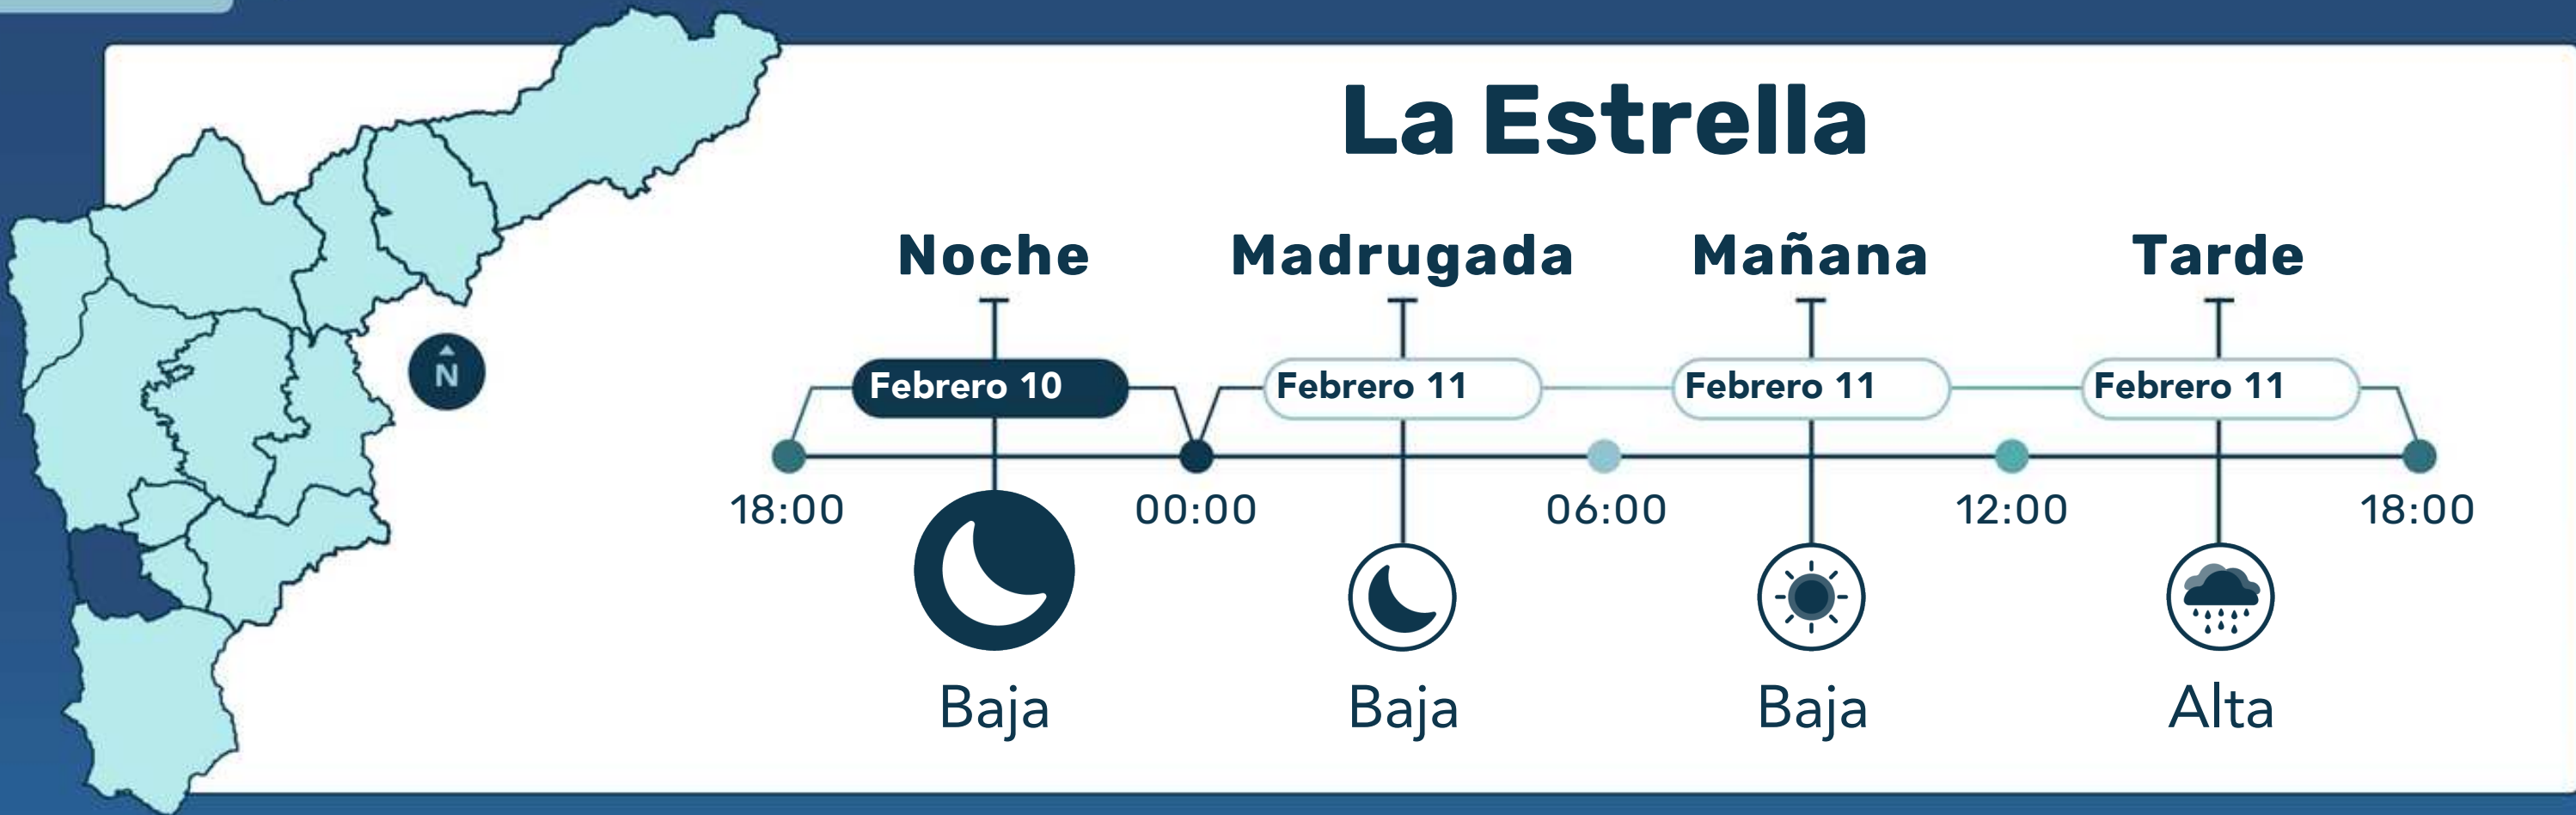 La Estrella
Noche Madrugada Mañana Tarde
Febrero 10 Febrero 11 Febrero 11 Febrero 11
N
18:00 00:00 06:00 12:00 18:00
Baja Baja Baja Alta